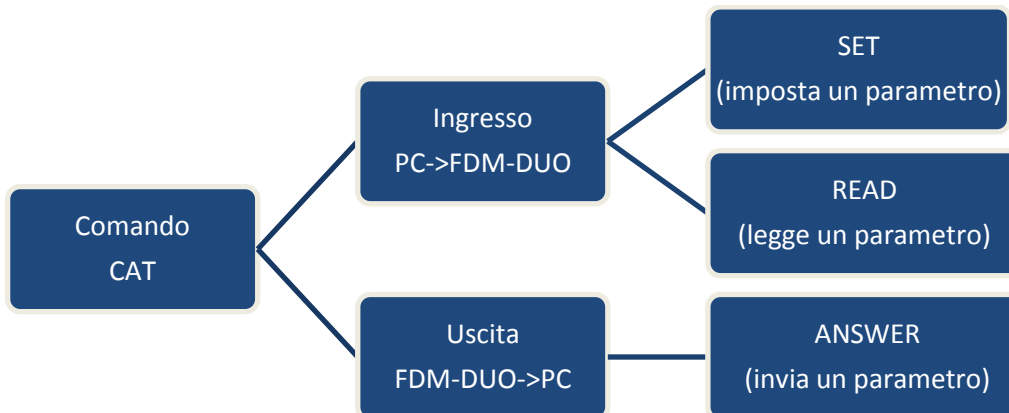 Comando
CAT
Ingresso
PC->FDM-DUO
SET
(imposta un parametro)
READ
(legge un parametro)
Uscita
FDM-DUO->PC
ANSWER
(invia un parametro)